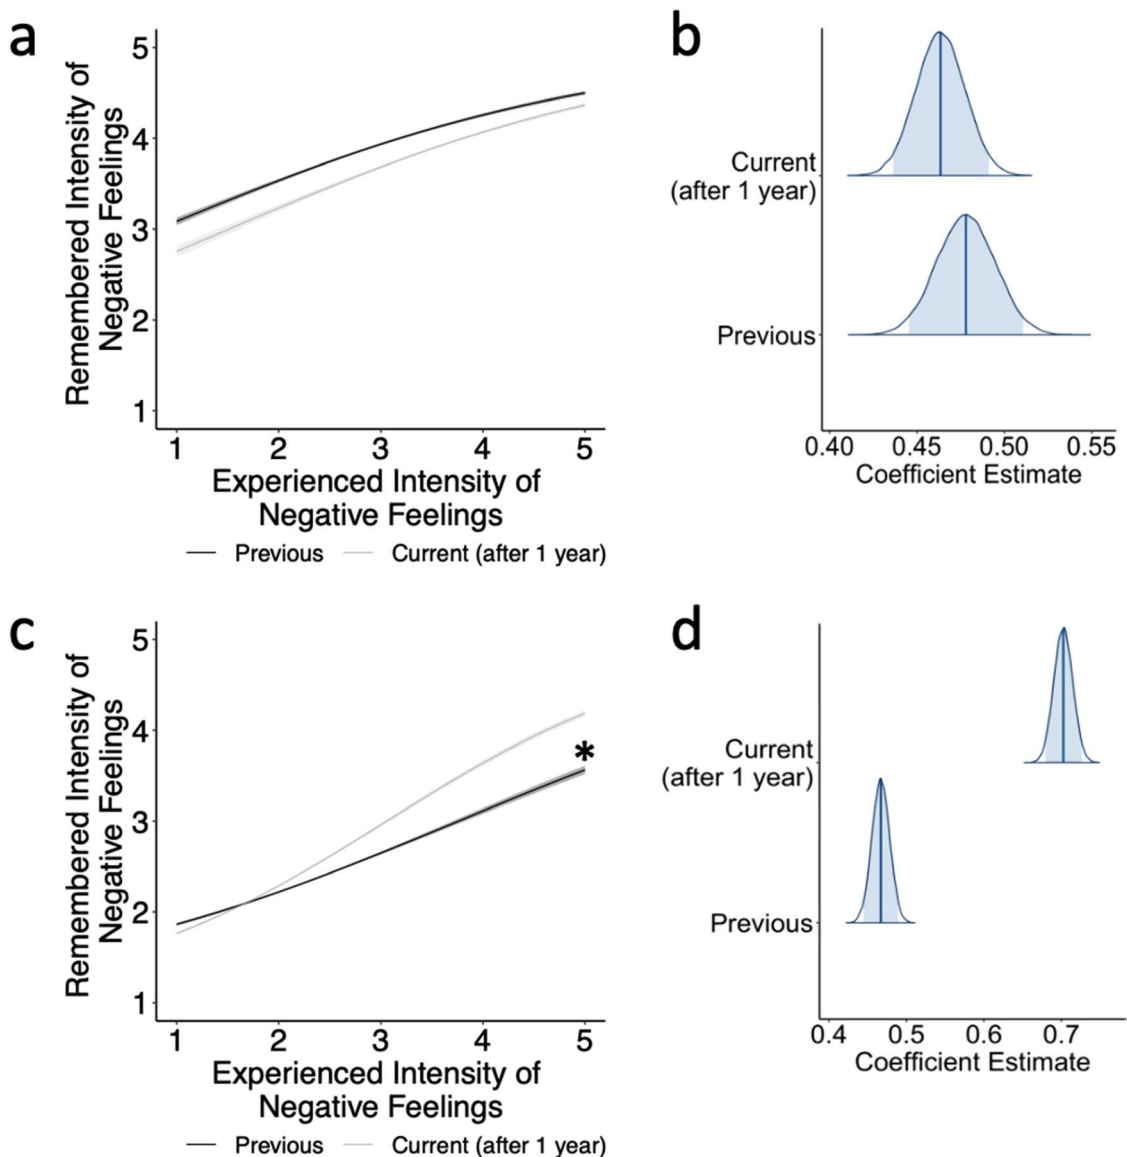 a
5
4
3
2
1
Remembered Intensity of
Negative Feelings
1 2 3 4 5
Experienced Intensity of
Negative Feelings
Previous Current (after 1 year)
b
Current
(after 1 year)
Previous
0.40 0.45 0.50 0.55
Coefficient Estimate
c
5
4
3
2
1
Remembered Intensity of
Negative Feelings
*
1 2 3 4 5
Experienced Intensity of
Negative Feelings
Previous Current (after 1 year)
d
Current
(after 1 year)
Previous
0.4 0.5 0.6 0.7
Coefficient Estimate